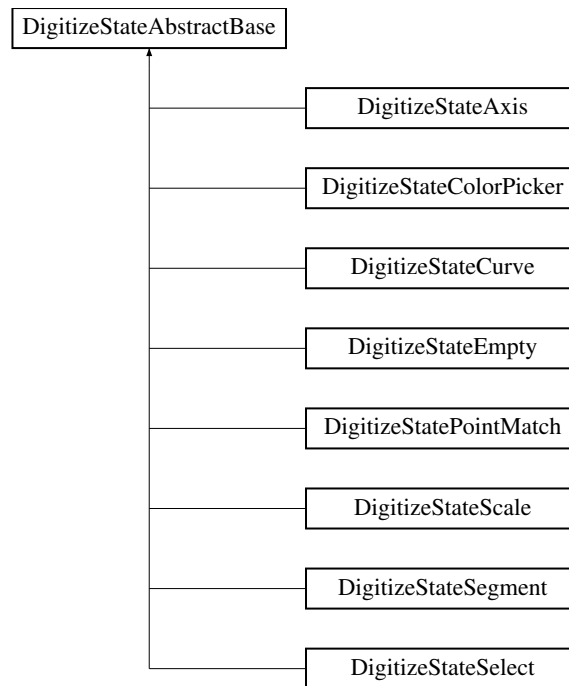 DigitizeStateAbstractBase
DigitizeStateAxis
DigitizeStateColorPicker
DigitizeStateCurve
DigitizeStateEmpty
DigitizeStatePointMatch
DigitizeStateScale
DigitizeStateSegment
DigitizeStateSelect